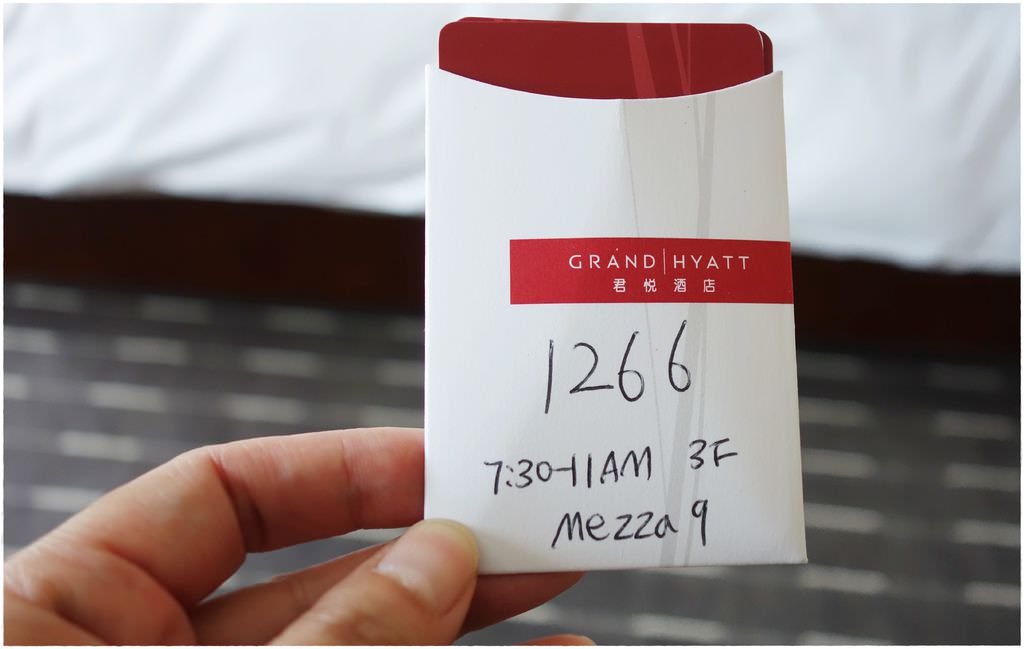 GRAND HYATT
君悦酒店
1266
7:30-11AM 3F
Mezza 9